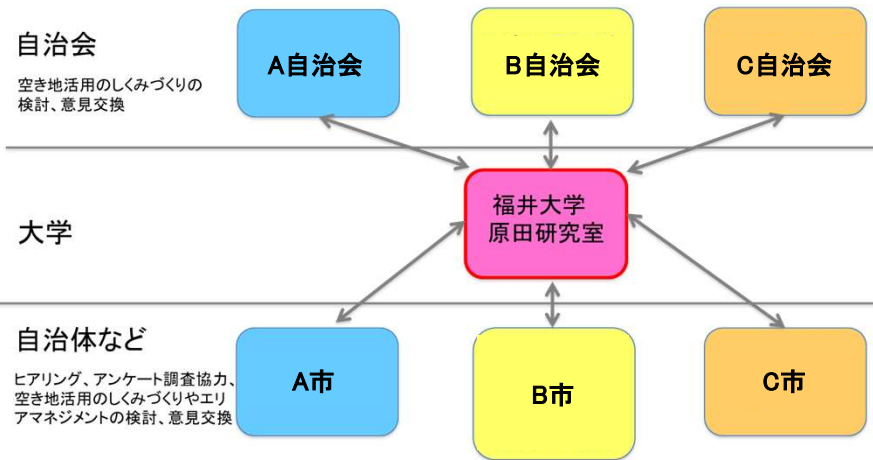 自治会
空き地活用のしくみづくりの
検討、意見交換
A自治会
B自治会
C自治会
大学
福井大学
原田研究室
自治体など
ヒアリング、アンケート調査協力、
空き地活用のしくみづくりやエリ
アマネジメントの検討、意見交換
A市
B市
C市